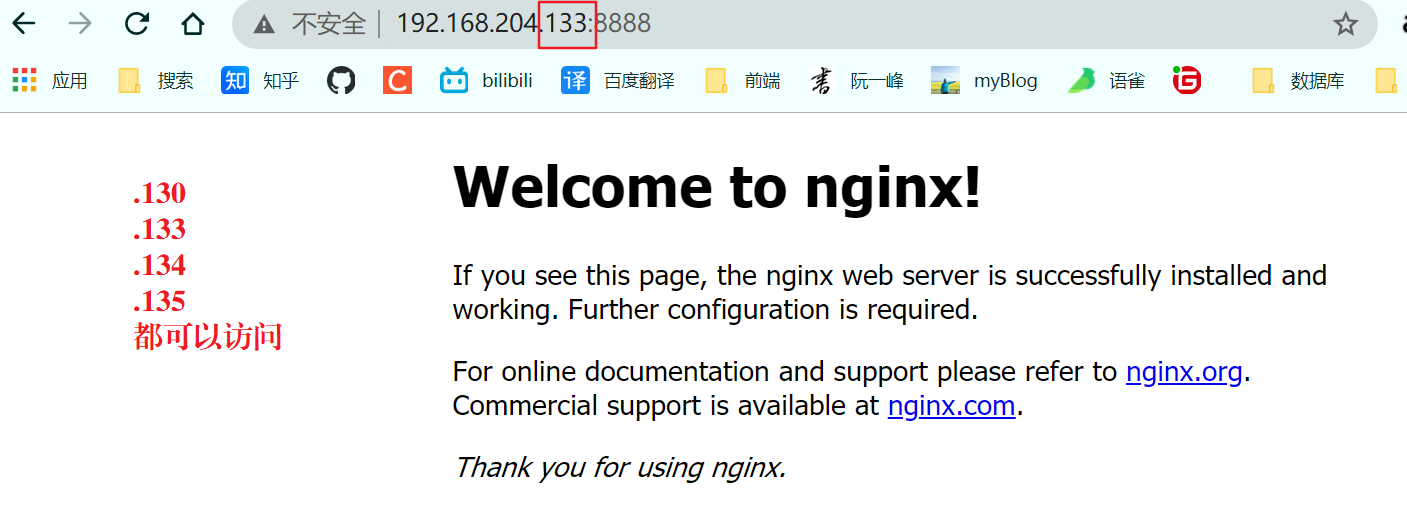 不安全 192.168.204.133:8888
应用 搜索 知 知乎 C bilibili 译 百度翻译 前端 书 阮一峰 myBlog 语雀 G 数据库
.130
.133
.134
.135
都可以访问
Welcome to nginx!
If you see this page, the nginx web server is successfully installed and
working. Further configuration is required.
For online documentation and support please refer to nginx.org.
Commercial support is available at nginx.com.
Thank you for using nginx.